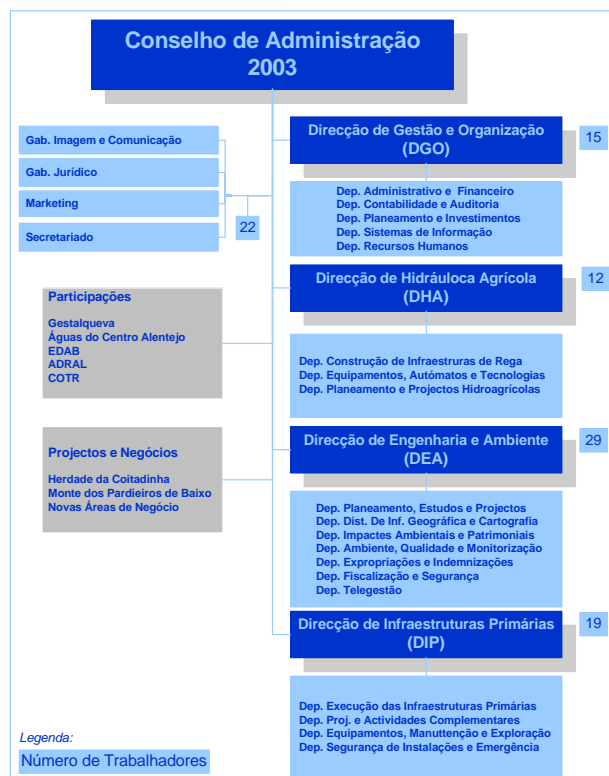 Conselho de Administração
2003
Gab. Imagem e Comunicação
Gab. Jurídico
Marketing
Secretariado
22
Direcção de Gestão e Organização
(DGO)
15
Dep. Administrativo e Financeiro
Dep. Contabilidade e Auditoria
Dep. Planeamento e Investimentos
Dep. Sistemas de Informação
Dep. Recursos Humanos
Participações
Gestalqueva
Águas do Centro Alentejo
EDAB
ADRAL
COTR
Direcção de Hidráuloca Agrícola
(DHA)
12
Dep. Construção de Infraestruras de Rega
Dep. Equipamentos, Autómatos e Tecnologias
Dep. Planeamento e Projectos Hidroagrícolas
Projectos e Negócios
Herdade da Coitadinha
Monte dos Pardieiros de Baixo
Novas Áreas de Negócio
Direcção de Engenharia e Ambiente
(DEA)
29
Dep. Planeamento, Estudos e Projectos
Dep. Dist. De Inf. Geográfica e Cartografia
Dep. Impactes Ambientais e Patrimoniais
Dep. Ambiente, Qualidade e Monitorização
Dep. Expropriações e Indemnizações
Dep. Fiscalização e Segurança
Dep. Telegestão
Direcção de Infraestruturas Primárias
(DIP)
19
Dep. Execução das Infraestruturas Primárias
Dep. Proj. e Actividades Complementares
Dep. Equipamentos, Manuttenção e Exploração
Dep. Segurança de Instalações e Emergência
Legenda:
Número de Trabalhadores